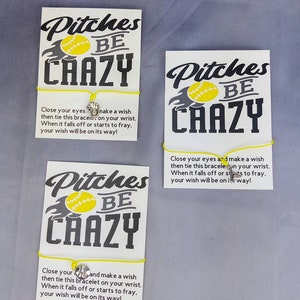 Pitches
BE
CRAZY
Close your eyes and make a wish
then tie this bracelet on your wrist.
When it falls off or starts to fray,
your wish will be on its way!
Pitches
BE
CRAZY
Close your eyes and make a wish
then tie this bracelet on your wrist.
When it falls off or starts to fray,
your wish will be on its way!
Pitches
BE
CRAZY
Close your and make a wish
then tie this bracelet on your wrist.
When it falls off or starts to fray,
your wish will be on its way!